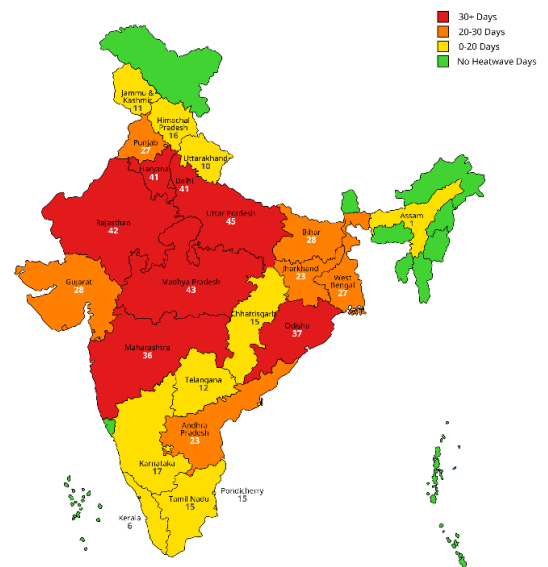 30+ Days
20-30 Days
0-20 Days
No Heatwave Days
Jammu &
Kashmir
11
Himachal
Pradesh
16
Punjab
27
Uttarakhand
10
Haryana
41
Delhi
41
Rajasthan
42
Uttar Pradesh
45
Assam
1
Bihar
28
Gujarat
28
Madhya Pradesh
43
Jharkhand
23
West
Bengal
27
Chhattisgarh
15
Odisha
37
Maharashtra
36
Telangana
12
Andhra
Pradesh
23
Karnataka
17
Tamil Nadu
15
Pondicherry
15
Kerala
6